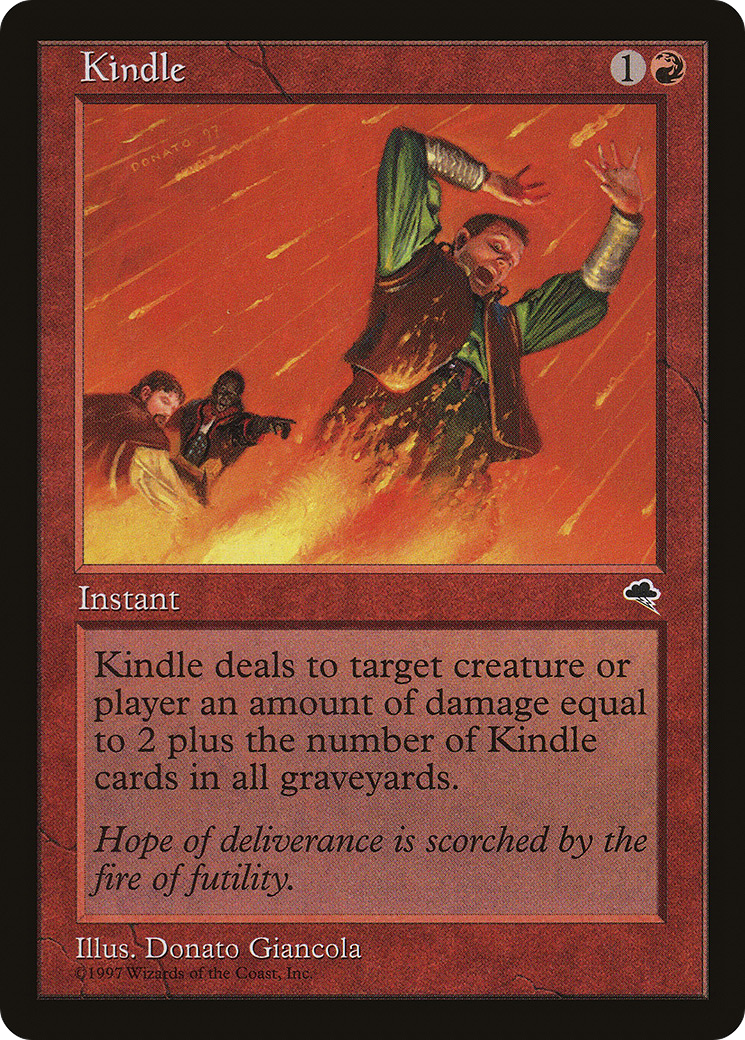 Kindle
1
DONATO 97
Instant
Kindle deals to target creature or
player an amount of damage equal
to 2 plus the number of Kindle
cards in all graveyards.
Hope of deliverance is scorched by the
fire of futility.
Illus. Donato Giancola
©1997 Wizards of the Coast, Inc.